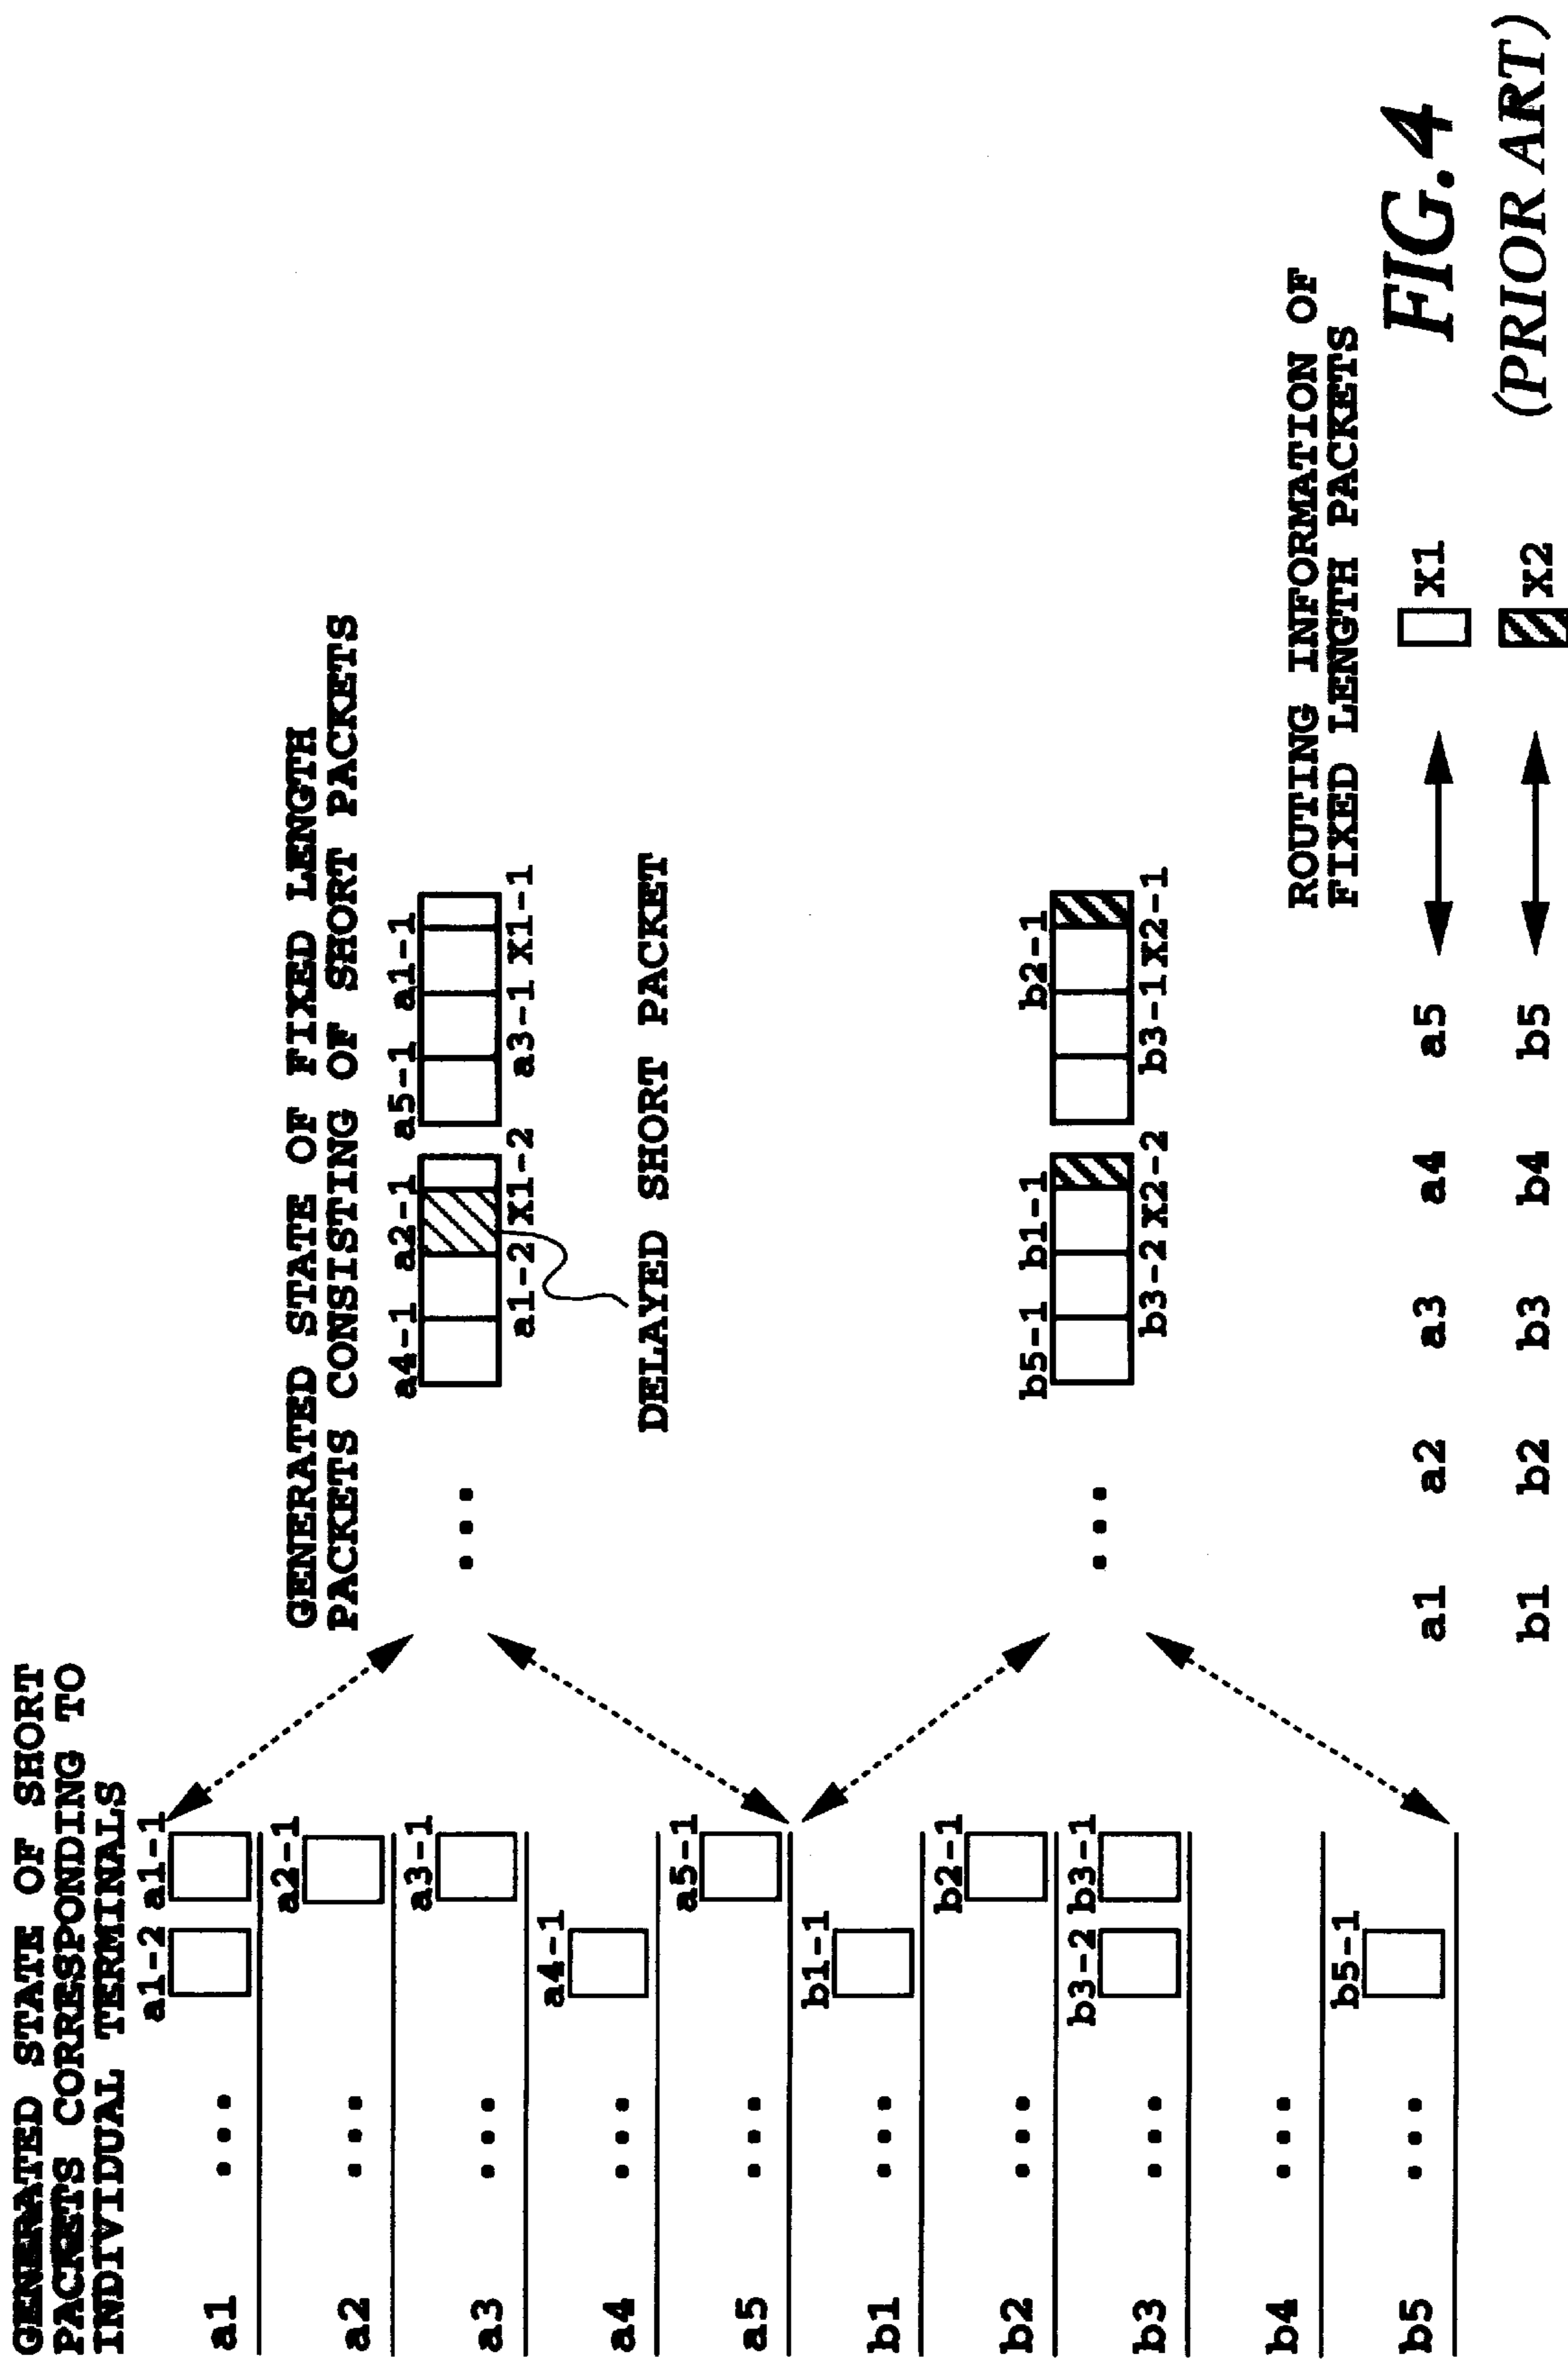 GENERATED STATE OF SHORT
PACKETS CORRESPONDING TO
INDIVIDUAL TERMINALS
a1 ... a1-2 a1-1
a2 ... a2-1
a3 ... a3-1
a4 ... a4-1
a5 ... a5-1
b1 ... b1-1
b2 ... b2-1
b3 ... b3-2 b3-1
b4 ...
b5 ... b5-1
GENERATED STATE OF FIXED LENGTH
PACKETS CONSISTING OF SHORT PACKETS
a4-1 a2-1 a5-1 a1-1
...
a1-2 X1-2 a3-1 X1-1
DELAYED SHORT PACKET
b5-1 b1-1 b2-1
...
b3-2 X2-2 b3-1 X2-1
ROUTING INFORMATION OF
FIXED LENGTH PACKETS
a1 a2 a3 a4 a5 X1
b1 b2 b3 b4 b5 X2
FIG.4
(PRIOR ART)